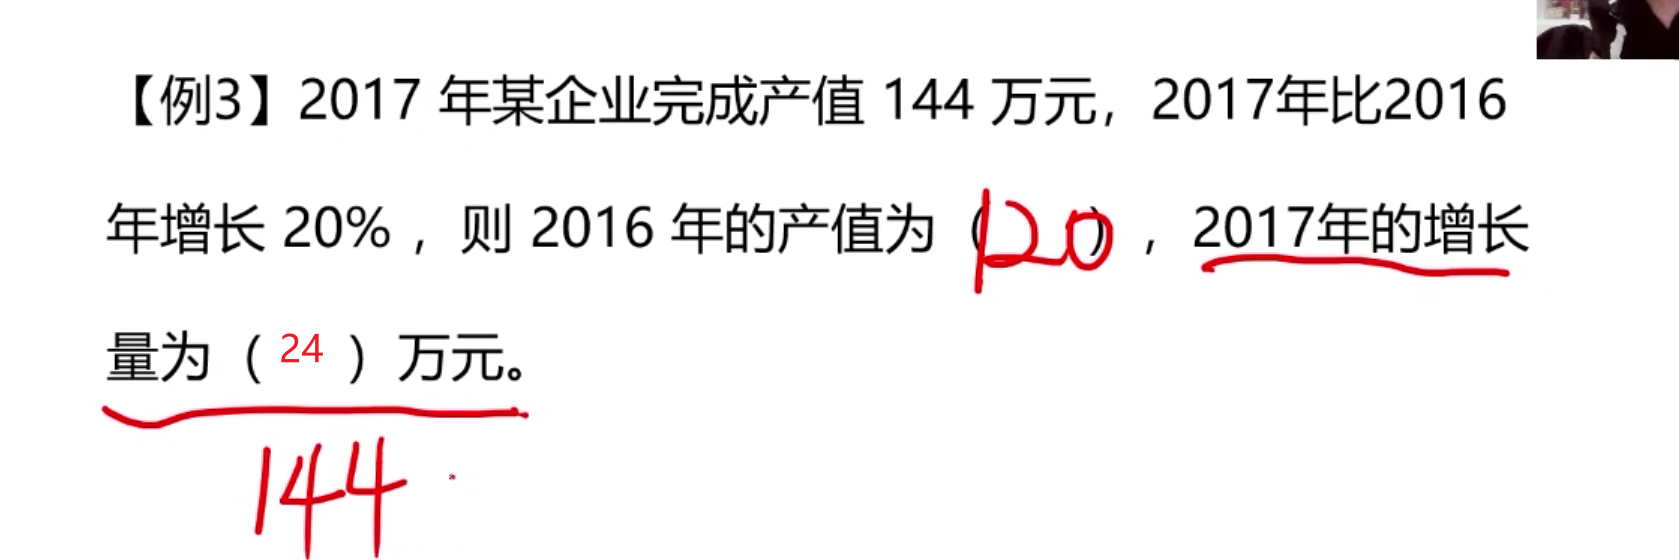 【例3】2017 年某企业完成产值 144 万元，2017年比2016
年增长 20% ，则 2016 年的产值为（120），2017年的增长
量为（ 24 ）万元。
144